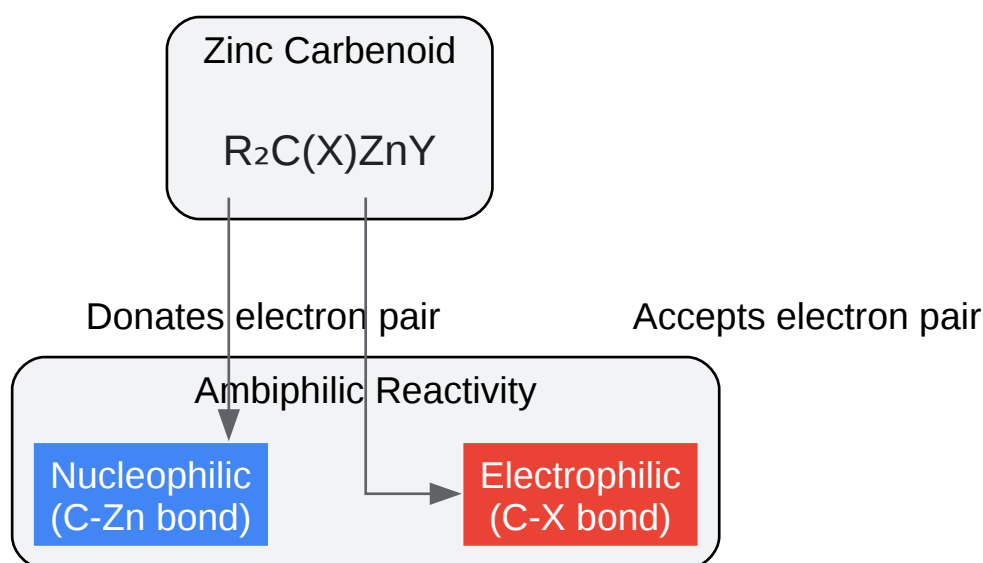 Zinc Carbenoid
R₂C(X)ZnY
Donates electron pair
Accepts electron pair
Ambiphilic Reactivity
Nucleophilic
(C-Zn bond)
Electrophilic
(C-X bond)